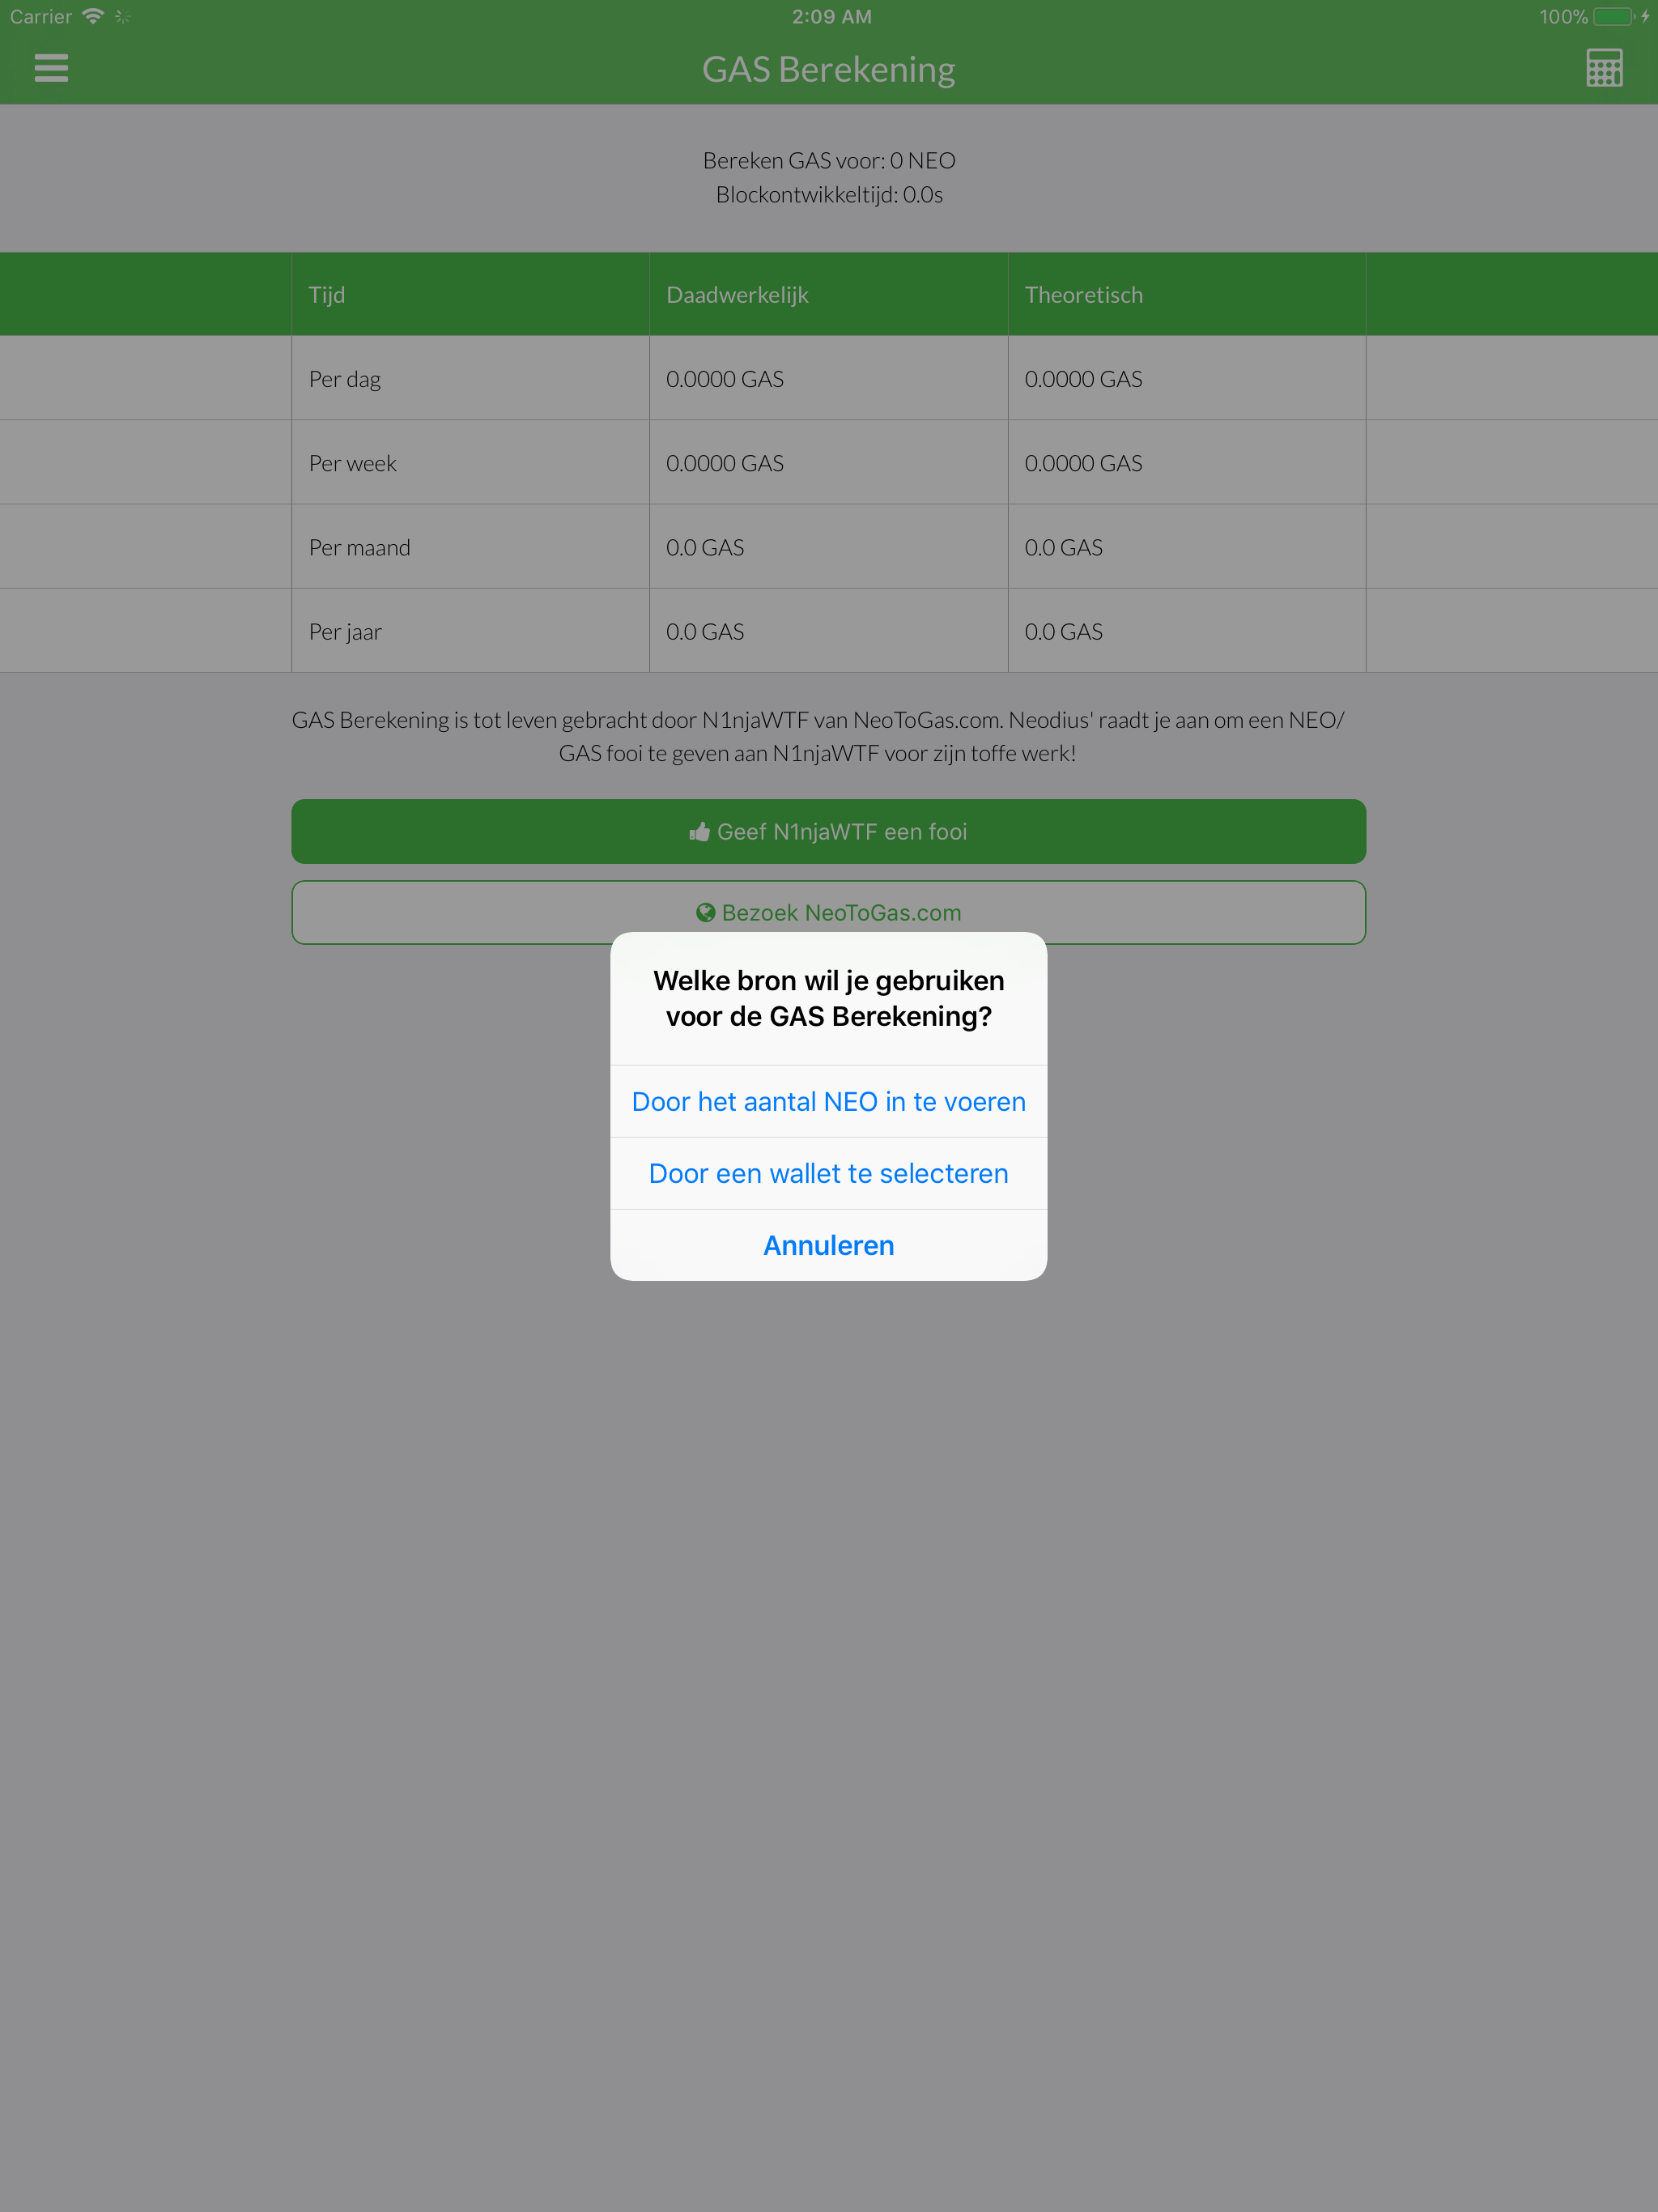 Carrier
2:09 AM
100%
GAS Berekening
Bereken GAS voor: 0 NEO
Blockontwikkeltijd: 0.0s
Tijd Daadwerkelijk Theoretisch
Per dag 0.0000 GAS 0.0000 GAS
Per week 0.0000 GAS 0.0000 GAS
Per maand 0.0 GAS 0.0 GAS
Per jaar 0.0 GAS 0.0 GAS
GAS Berekening is tot leven gebracht door N1njaWTF van NeoToGas.com. Neodius' raadt je aan om een NEO/
GAS fooi te geven aan N1njaWTF voor zijn toffe werk!
Geef N1njaWTF een fooi
Bezoek NeoToGas.com
Welke bron wil je gebruiken
voor de GAS Berekening?
Door het aantal NEO in te voeren
Door een wallet te selecteren
Annuleren